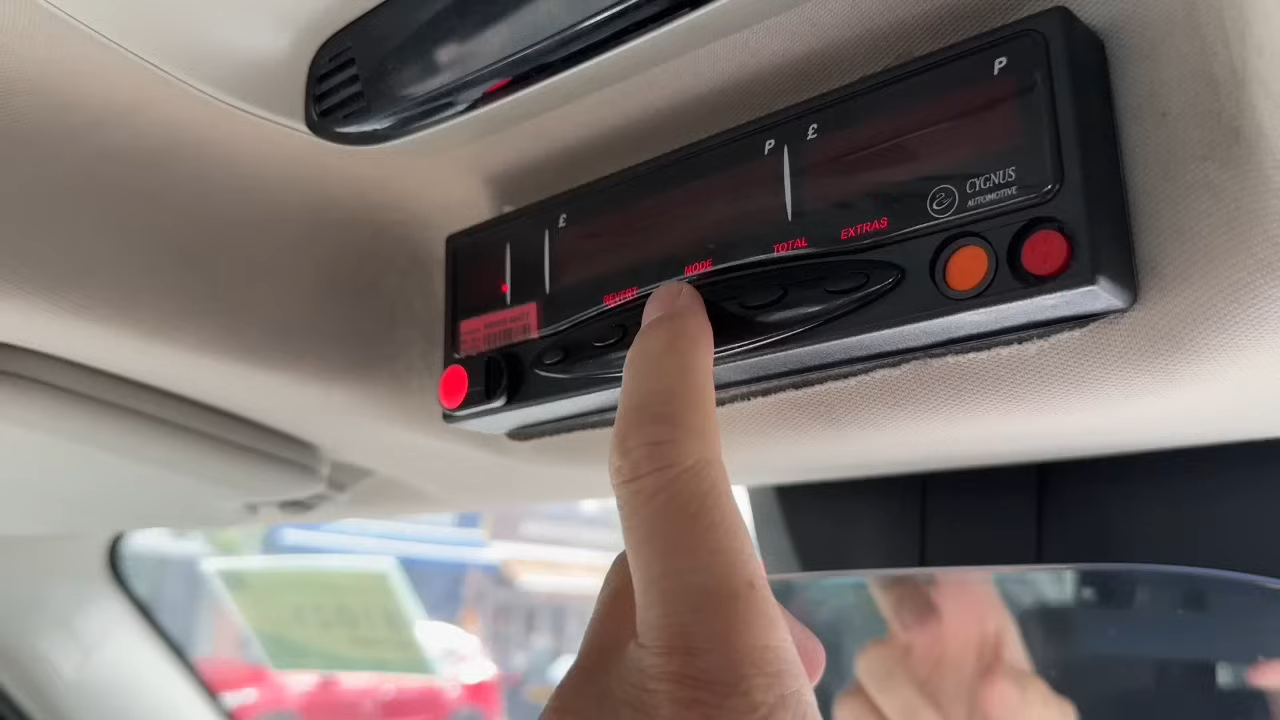 P
P £
£
CYGNUS
AUTOMOTIVE
REVERT MODE TOTAL EXTRAS